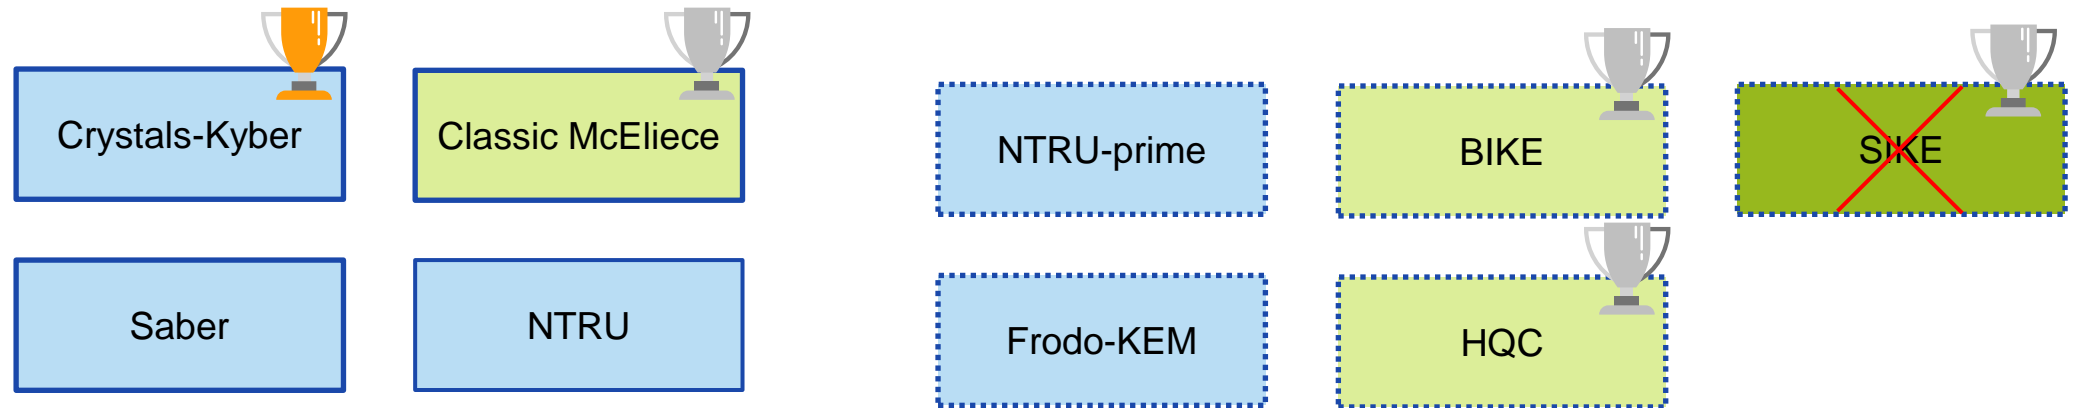 Crystals-Kyber
Classic McEliece
NTRU-prime
BIKE
SIKE
Saber
NTRU
Frodo-KEM
HQC